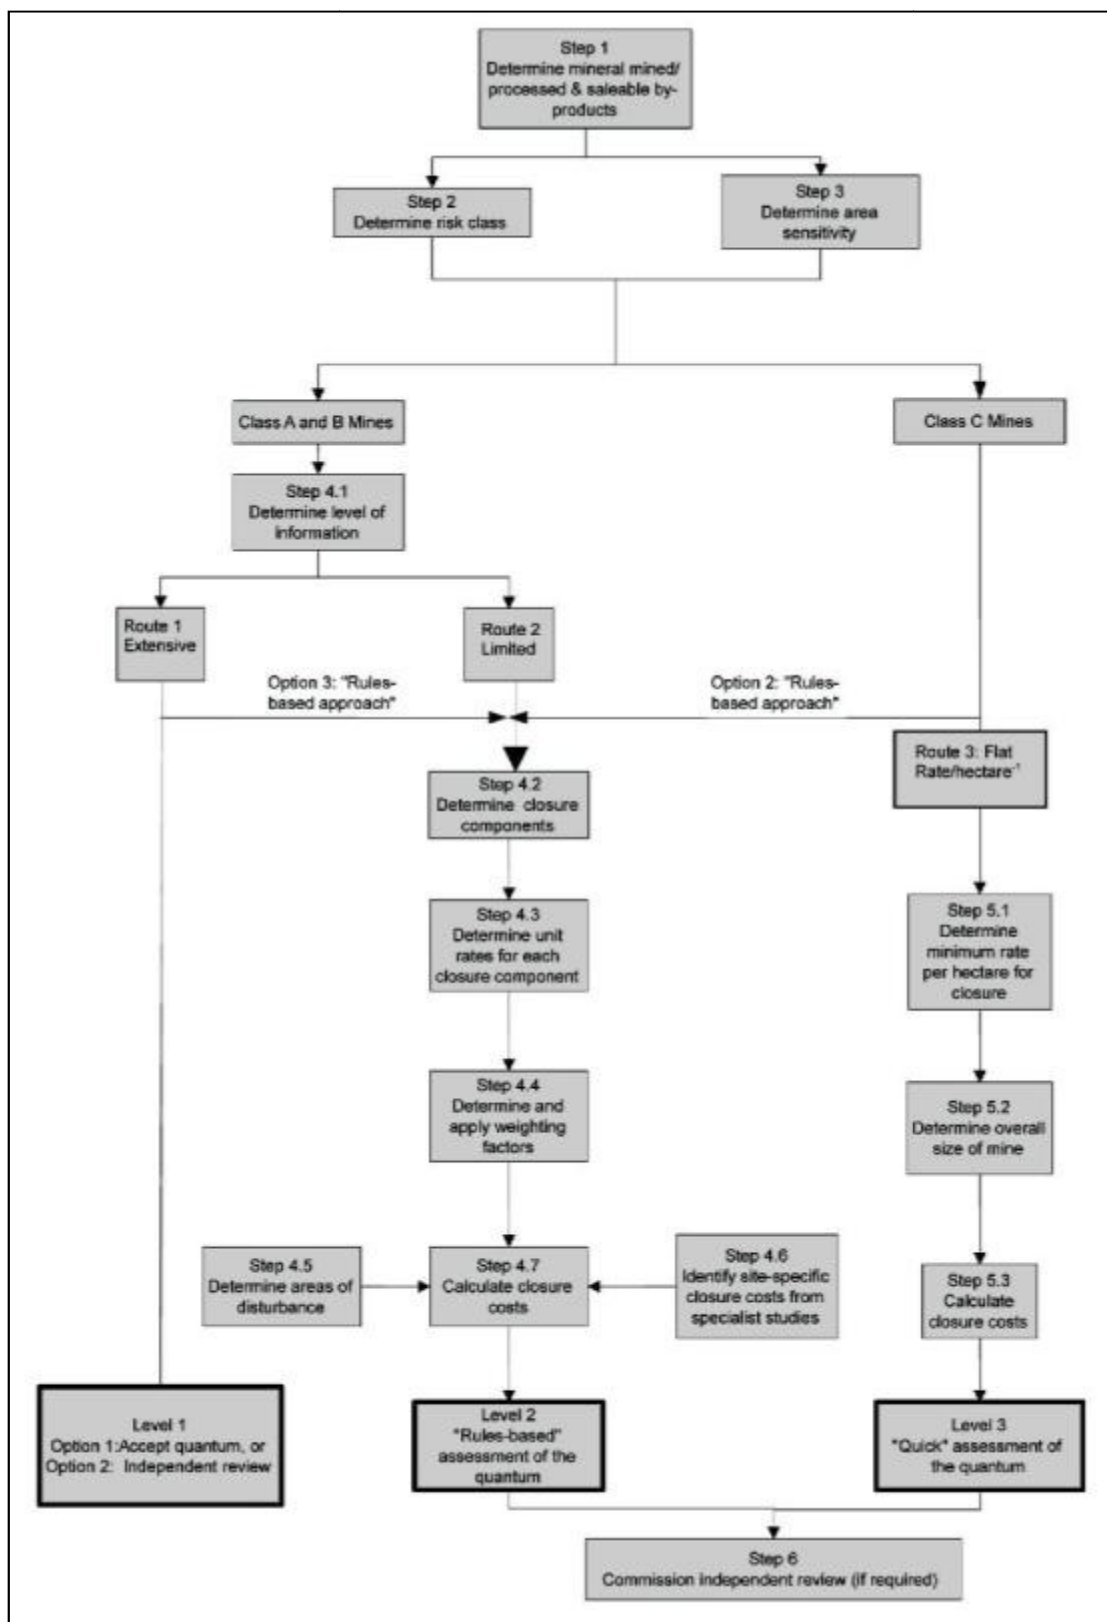 Step 1
Determine mineral mined/
processed & saleable by-
products
Step 2
Determine risk class
Step 3
Determine area
sensitivity
Class A and B Mines
Class C Mines
Step 4.1
Determine level of
information
Route 1
Extensive
Route 2
Limited
Option 3: "Rules-
based approach"
Option 2: "Rules-
based approach"
Route 3: Flat
Rate/hectare⁻¹
Step 4.2
Determine closure
components
Step 4.3
Determine unit
rates for each
closure component
Step 5.1
Determine
minimum rate
per hectare for
closure
Step 4.4
Determine and
apply weighting
factors
Step 5.2
Determine overall
size of mine
Step 4.5
Determine areas of
disturbance
Step 4.7
Calculate closure
costs
Step 4.6
Identify site-specific
closure costs from
specialist studies
Step 5.3
Calculate
closure costs
Level 1
Option 1:Accept quantum, or
Option 2: Independent review
Level 2
"Rules-based"
assessment of the
quantum
Level 3
"Quick" assessment of
the quantum
Step 6
Commission independent review (if required)